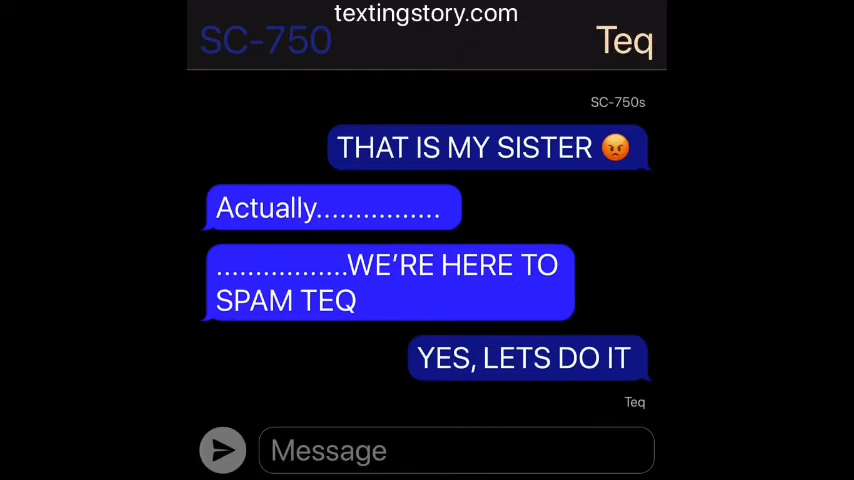 textingstory.com
SC-750
Teq
SC-750s
THAT IS MY SISTER 😡
Actually................
.................WE’RE HERE TO
SPAM TEQ
YES, LETS DO IT
Teq
Message